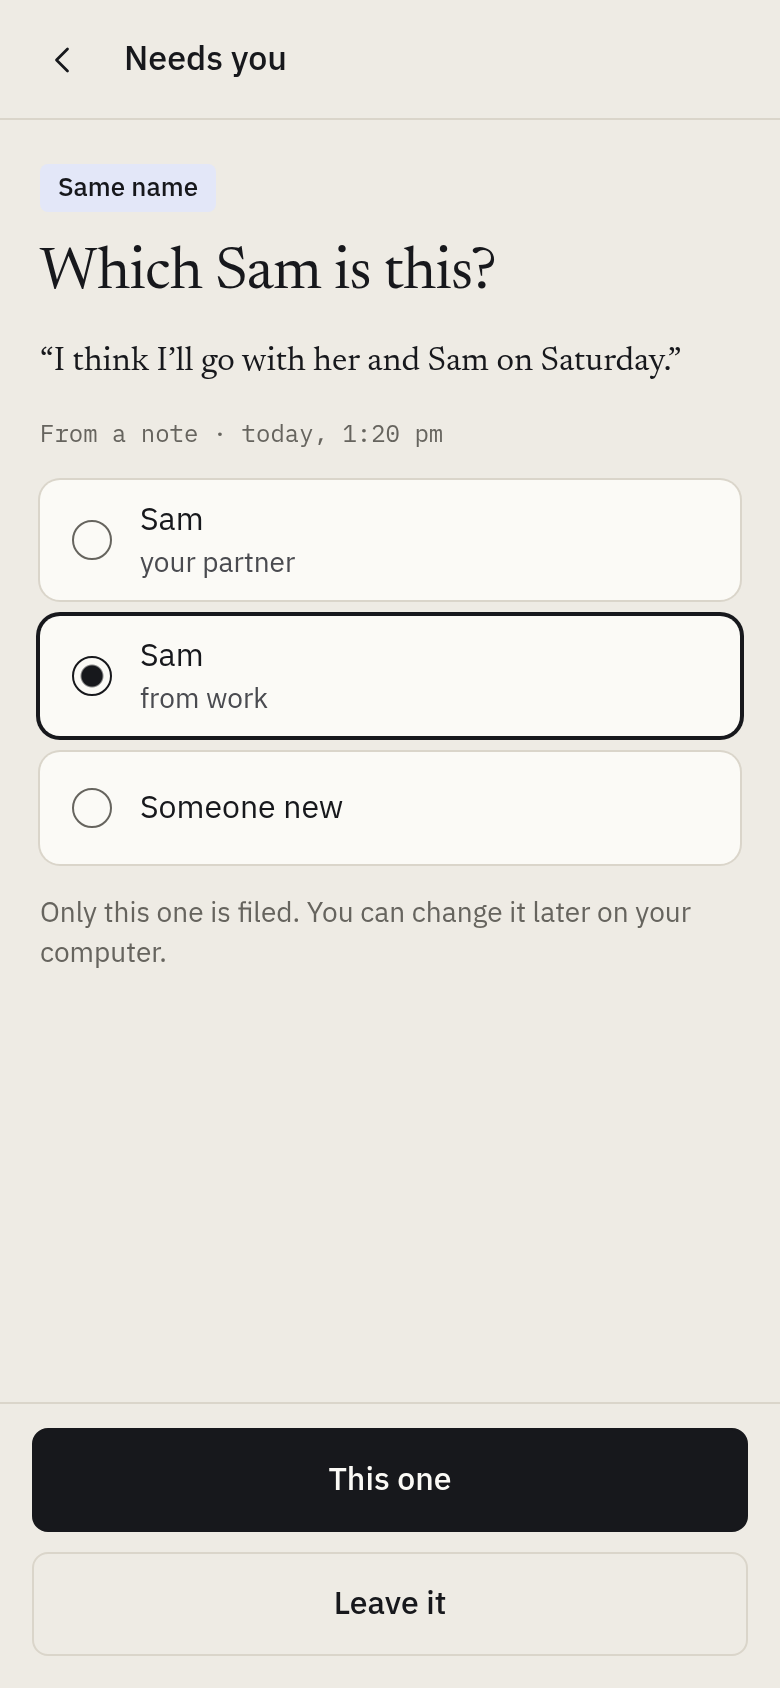 Needs you
Same name
Which Sam is this?
“I think I’ll go with her and Sam on Saturday.”
From a note · today, 1:20 pm
Sam
your partner
Sam
from work
Someone new
Only this one is filed. You can change it later on your
computer.
This one
Leave it